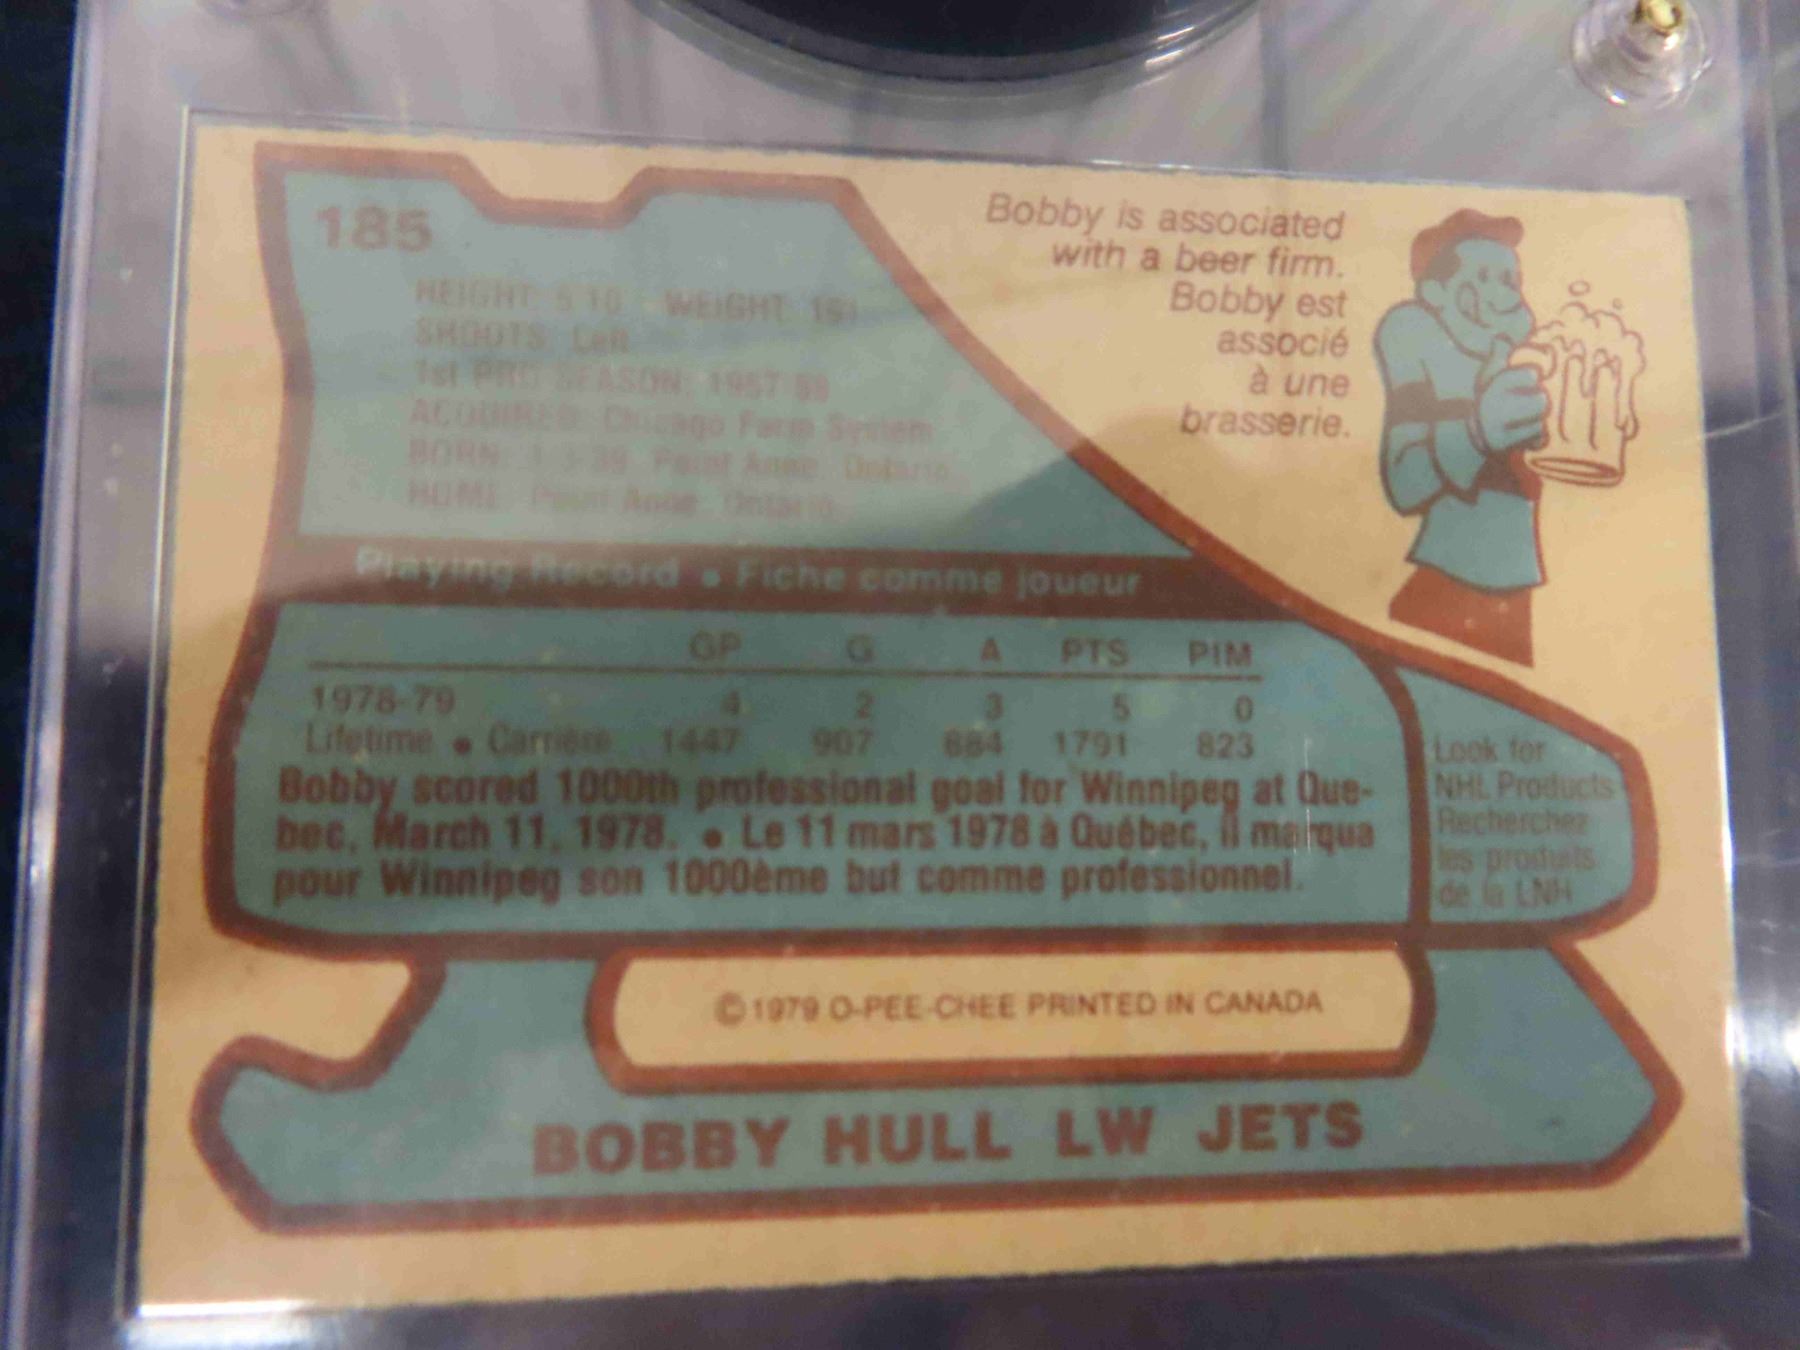 185
HEIGHT: 5'10 WEIGHT: 191
SHOOTS: Left
1st PRO SEASON: 1957-58
ACQUIRED: Chicago Farm System
BORN: 1-3-39, Point Anne, Ontario
HOME: Point Anne, Ontario
Bobby is associated
with a beer firm.
Bobby est
associé
à une
brasserie.
Playing Record • Fiche comme joueur
GP G A PTS PIM
1978-79 4 2 3 5 0
Lifetime • Carrière 1447 907 884 1791 823
Bobby scored 1000th professional goal for Winnipeg at Que-
bec, March 11, 1978. • Le 11 mars 1978 à Québec, il marqua
pour Winnipeg son 1000ème but comme professionnel.
Look for
NHL Products
Recherchez
les produits
de la LNH
©1979 O-PEE-CHEE PRINTED IN CANADA
BOBBY HULL LW JETS